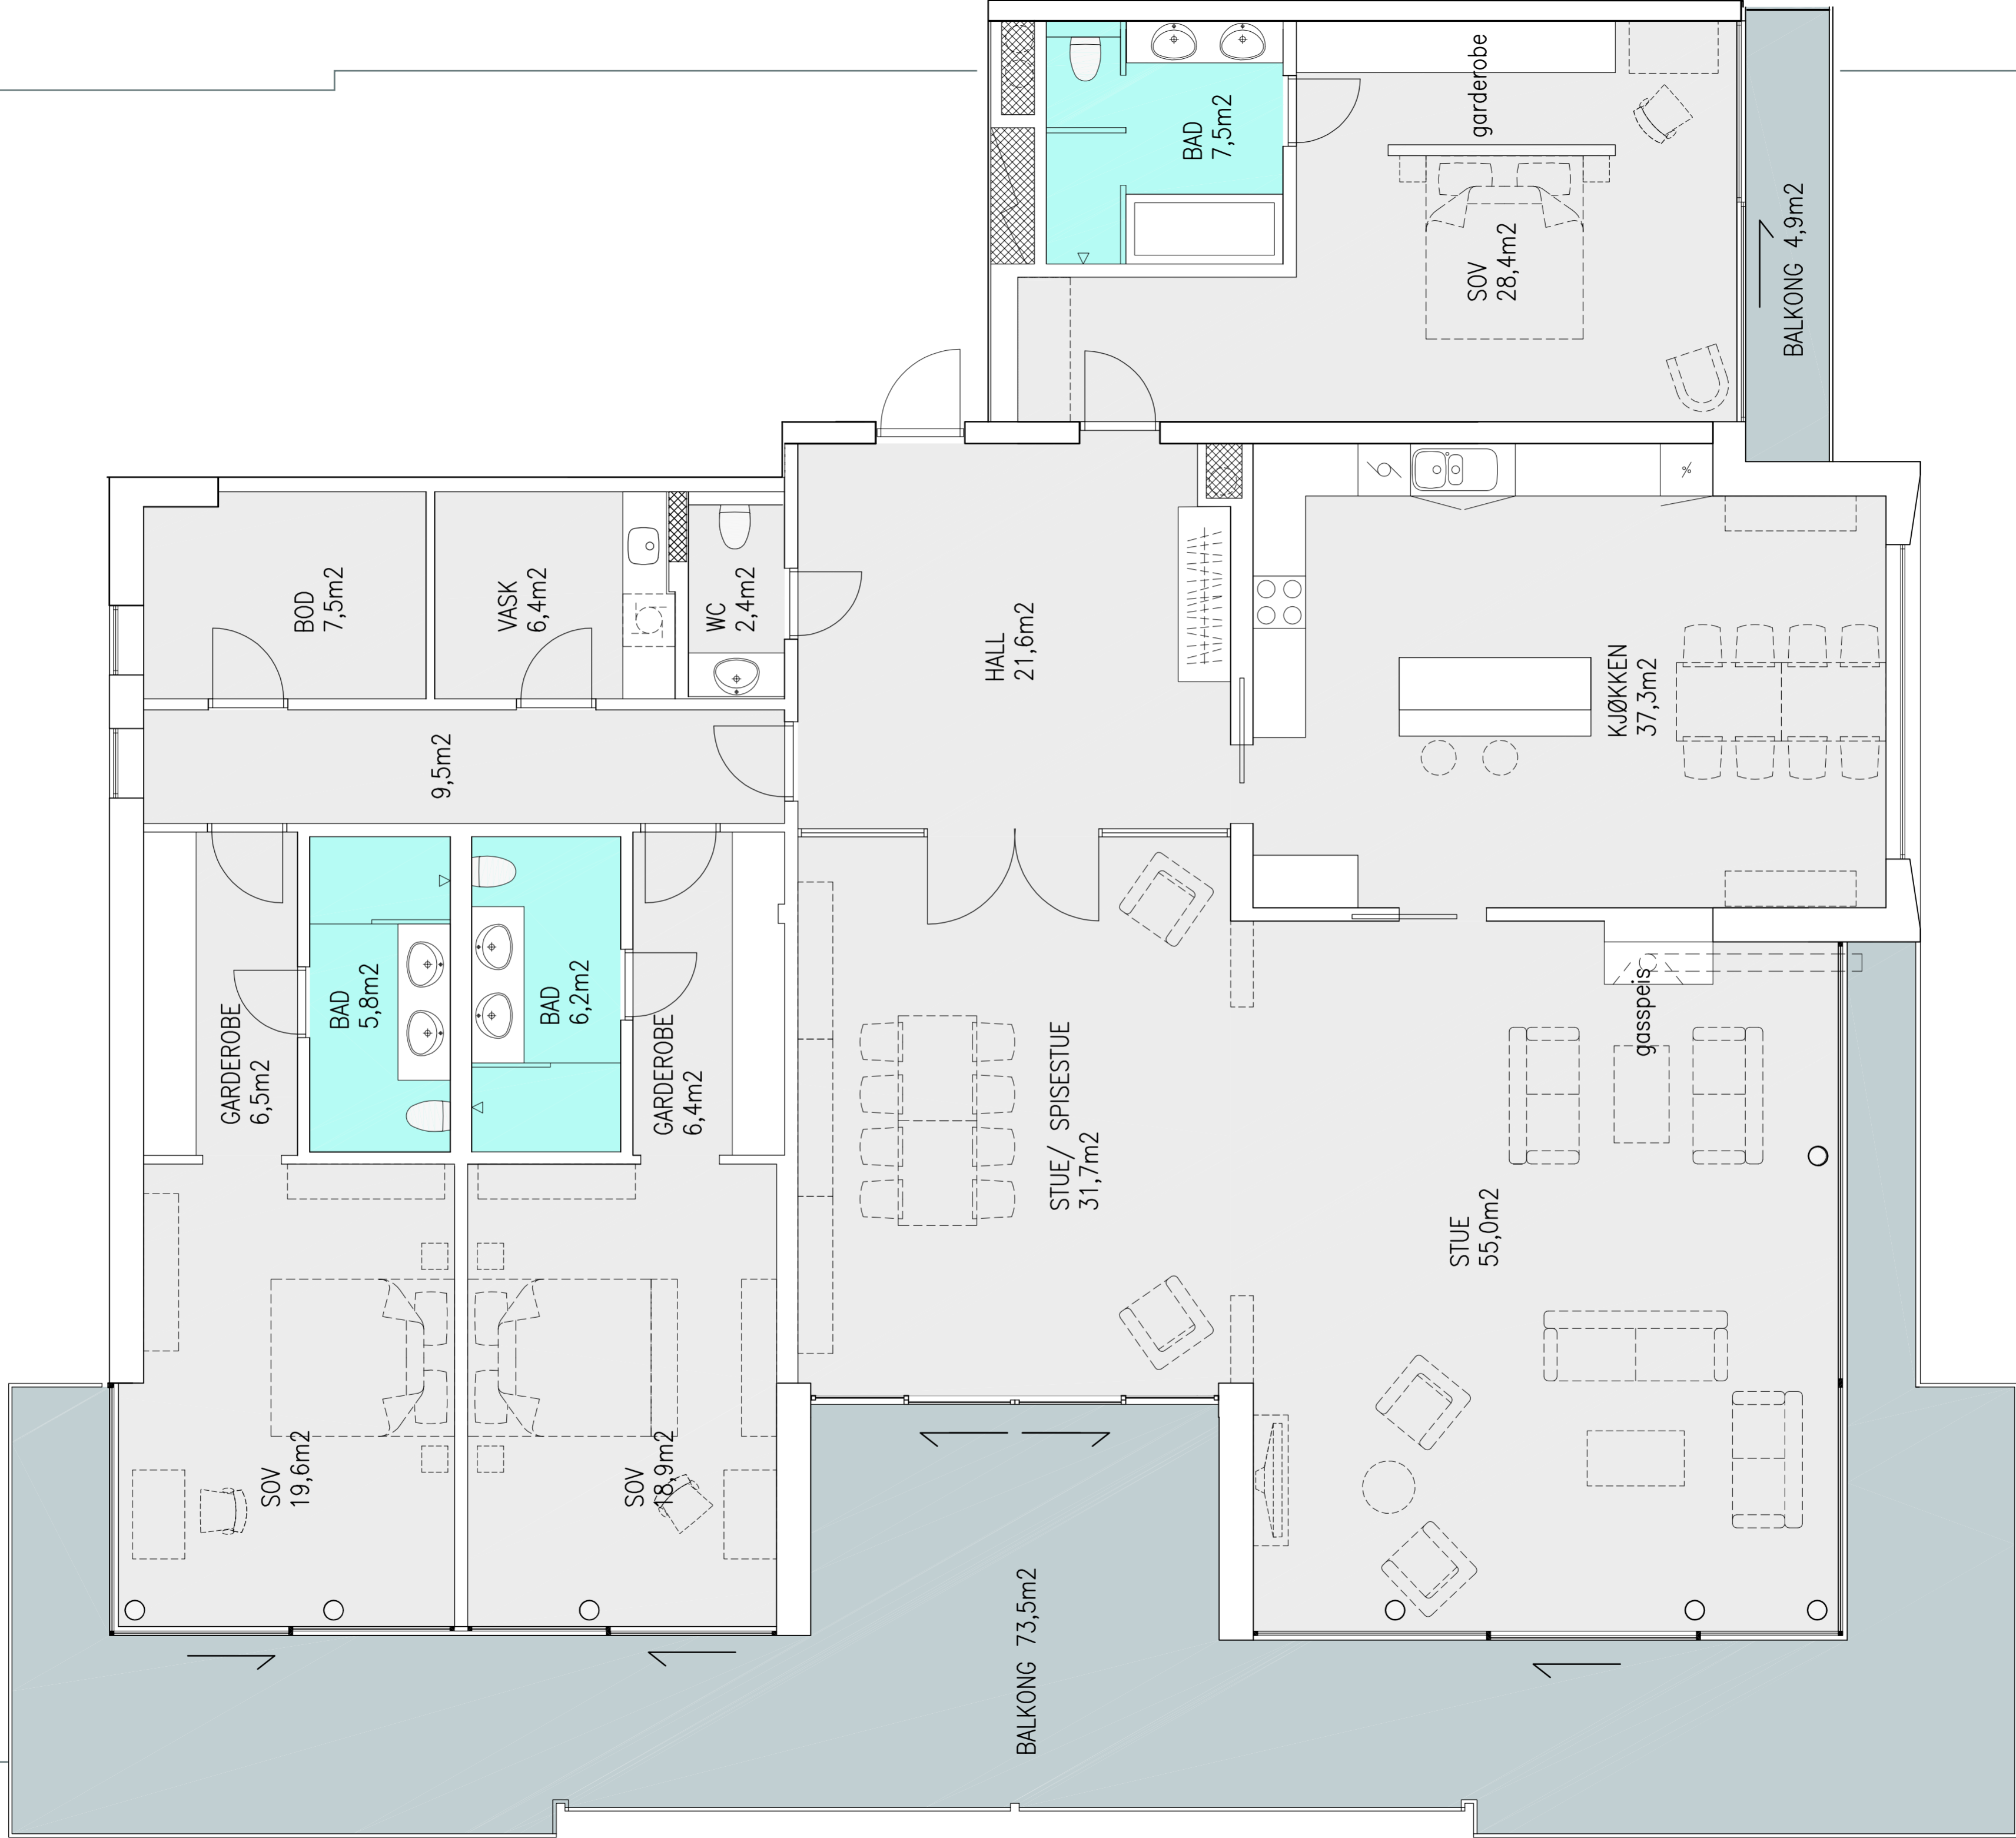 BAD
7,5m2
garderobe
SOV
28,4m2
BALKONG 4,9m2
BOD
7,5m2
VASK
6,4m2
WC
2,4m2
HALL
21,6m2
KJØKKEN
37,3m2
9,5m2
GARDEROBE
6,5m2
BAD
5,8m2
BAD
6,2m2
GARDEROBE
6,4m2
STUE/ SPISESTUE
31,7m2
gasspeis
STUE
55,0m2
SOV
19,6m2
SOV
18,9m2
BALKONG 73,5m2